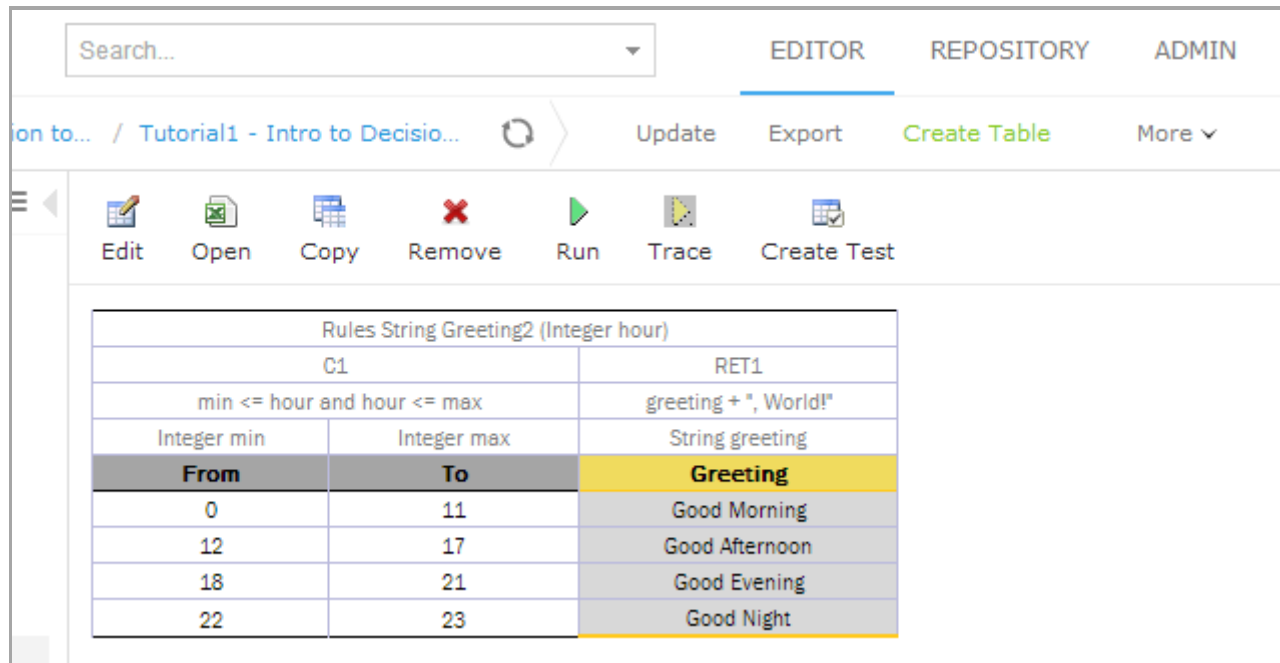 Search... EDITOR REPOSITORY ADMIN
ion to... / Tutorial1 - Intro to Decisio... Update Export Create Table More
Edit Open Copy Remove Run Trace Create Test
Rules String Greeting2 (Integer hour)
C1 RET1
min <= hour and hour <= max greeting + ", World!"
Integer min Integer max String greeting
From To Greeting
0 11 Good Morning
12 17 Good Afternoon
18 21 Good Evening
22 23 Good Night